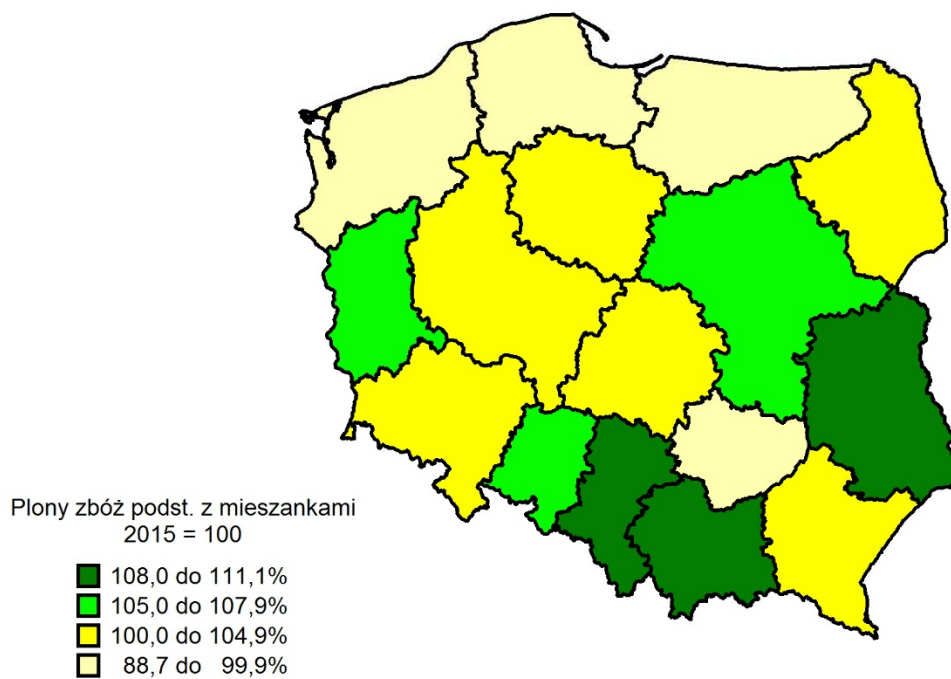 Plony zbóż podst. z mieszankami
2015 = 100
108,0 do 111,1%
105,0 do 107,9%
100,0 do 104,9%
88,7 do 99,9%